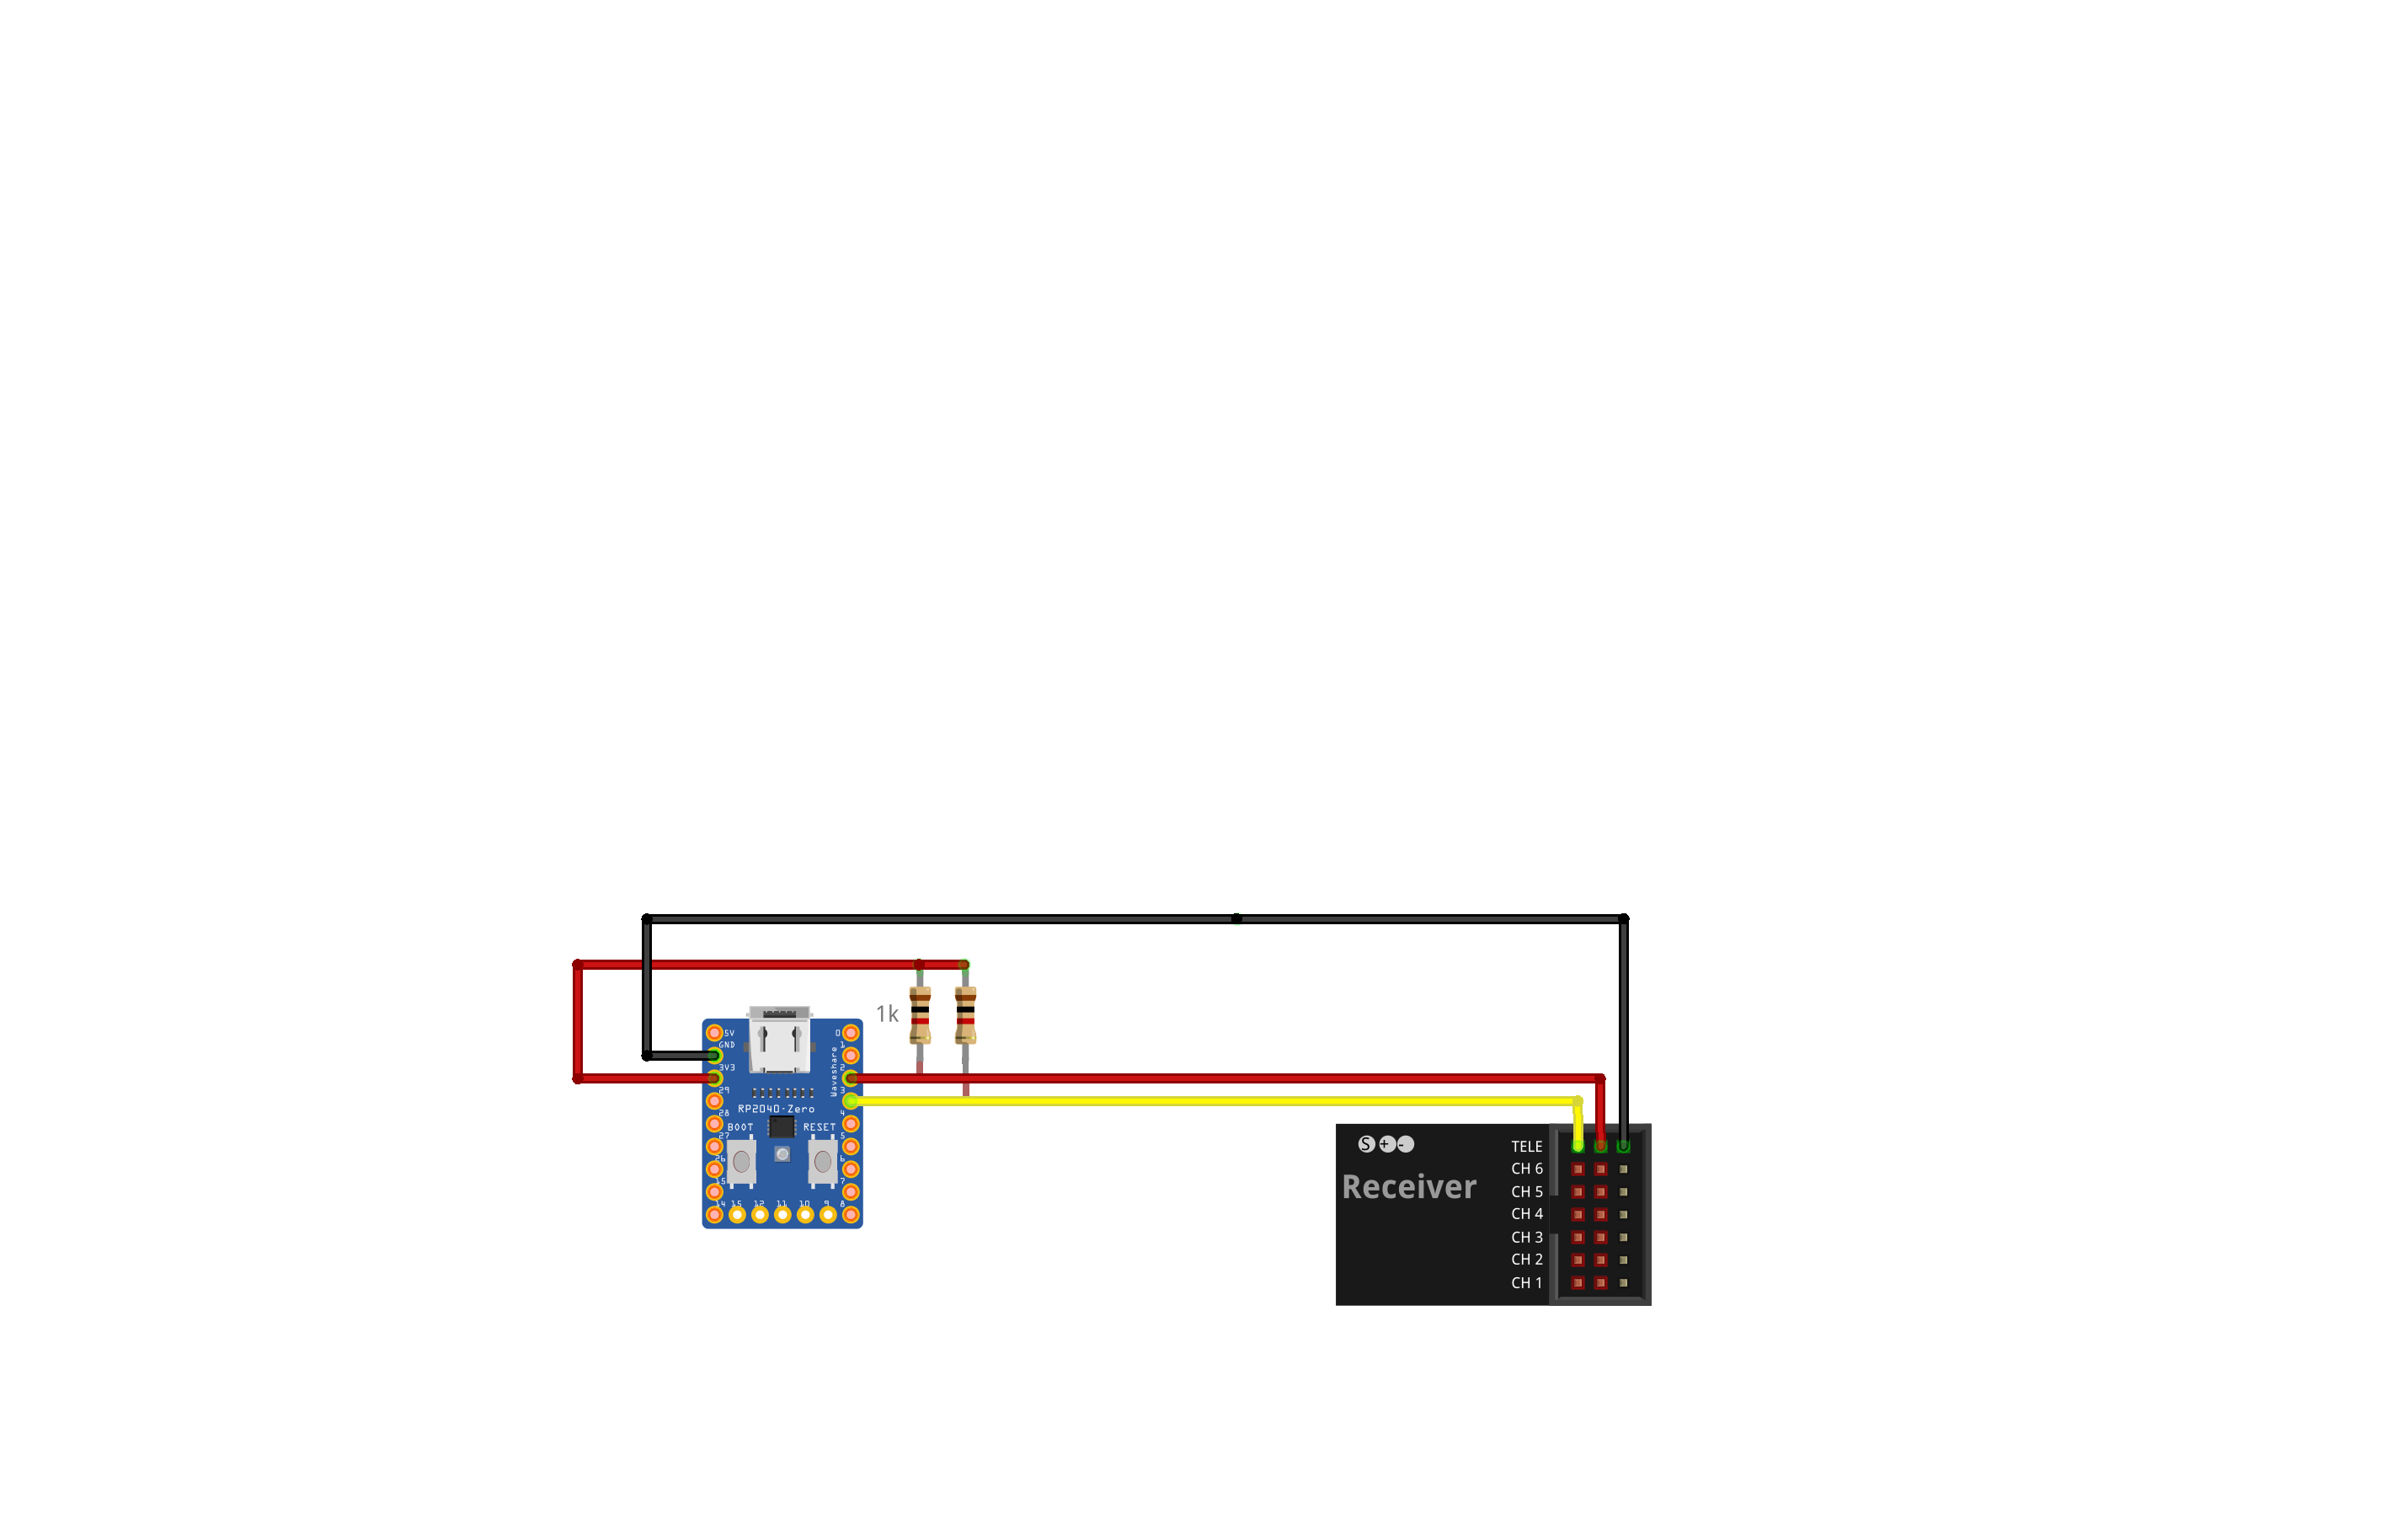 1k
5V
GND
3V3
29
28
27
26
15
14
15
12
11
10
9
8
0
1
2
3
4
5
6
7
Waveshare
RP2040-Zero
BOOT
RESET
S + -
Receiver
TELE
CH 6
CH 5
CH 4
CH 3
CH 2
CH 1